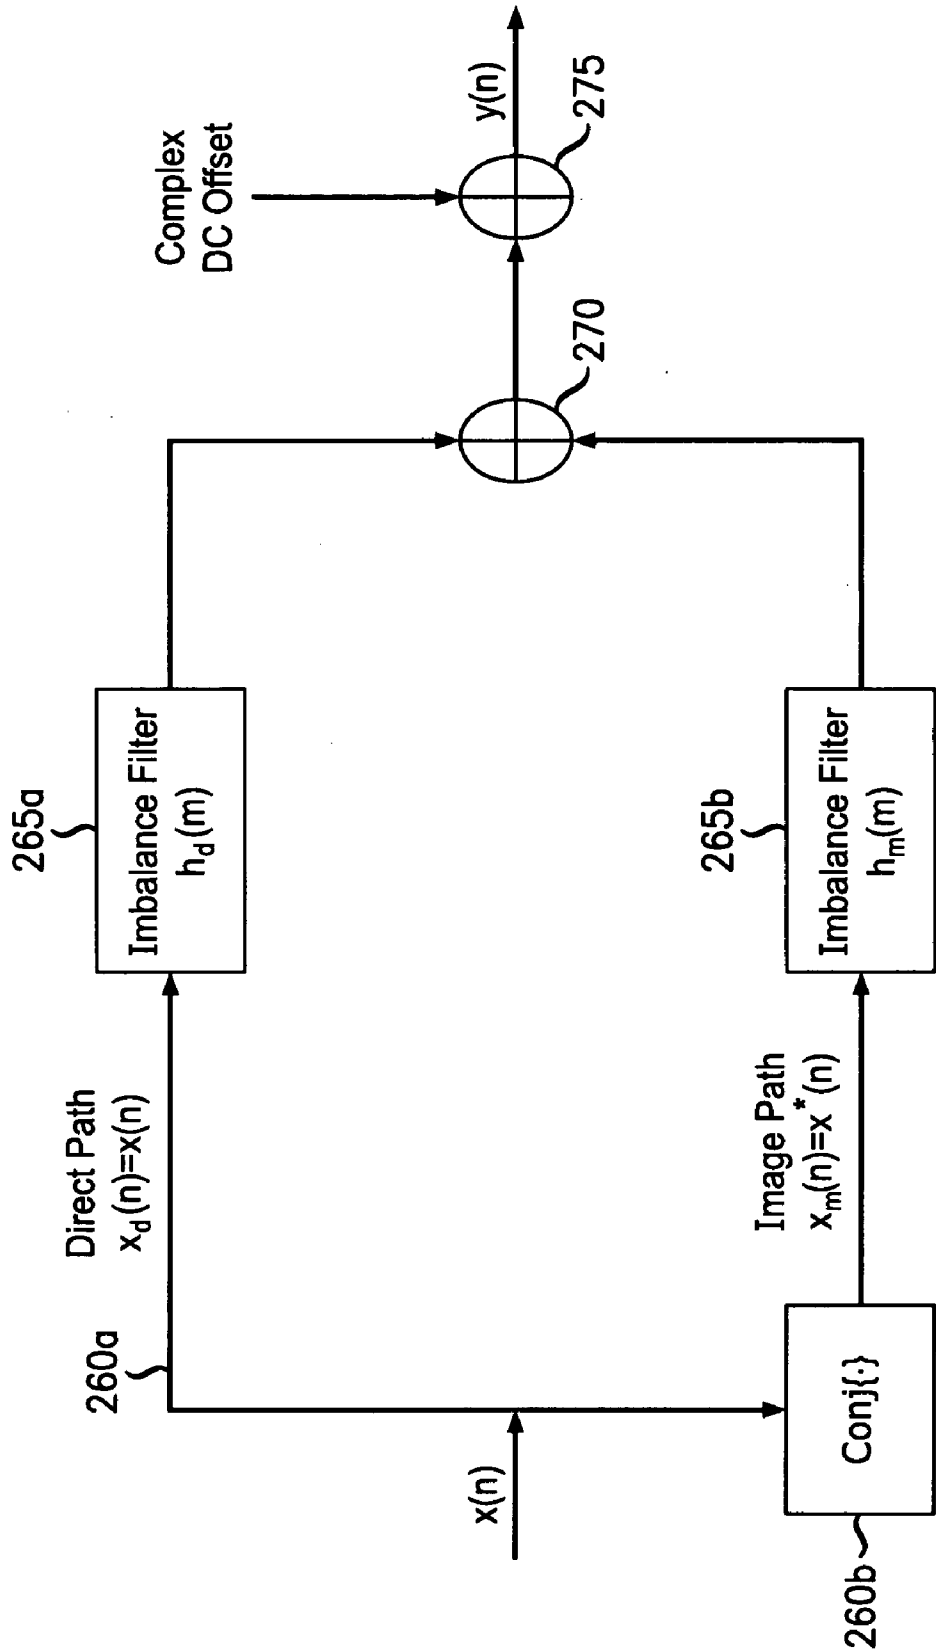 260a
Direct Path
x_d(n)=x(n)
265a
Imbalance Filter
h_d(m)
Complex
DC Offset
x(n)
270
y(n)
275
260b
Conj{·}
Image Path
x_m(n)=x*(n)
265b
Imbalance Filter
h_m(m)